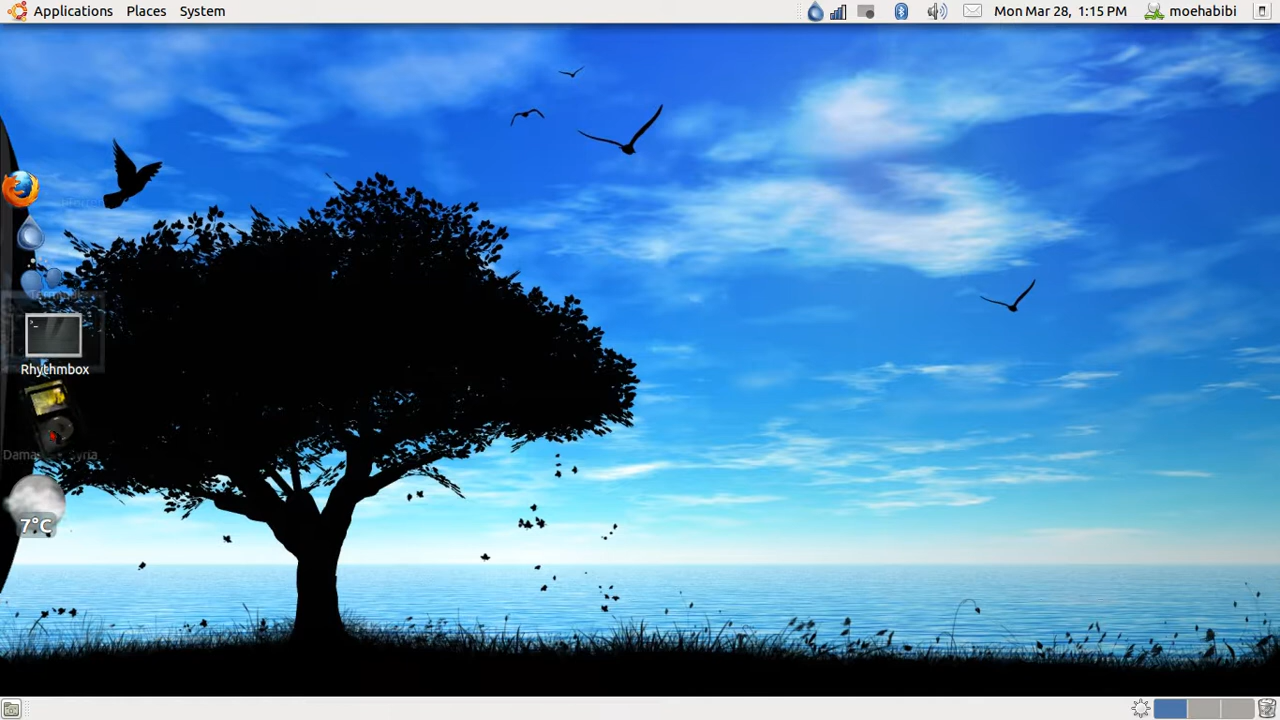 Applications Places System
Mon Mar 28, 1:15 PM moehabibi
>_
Rhythmbox
7°C